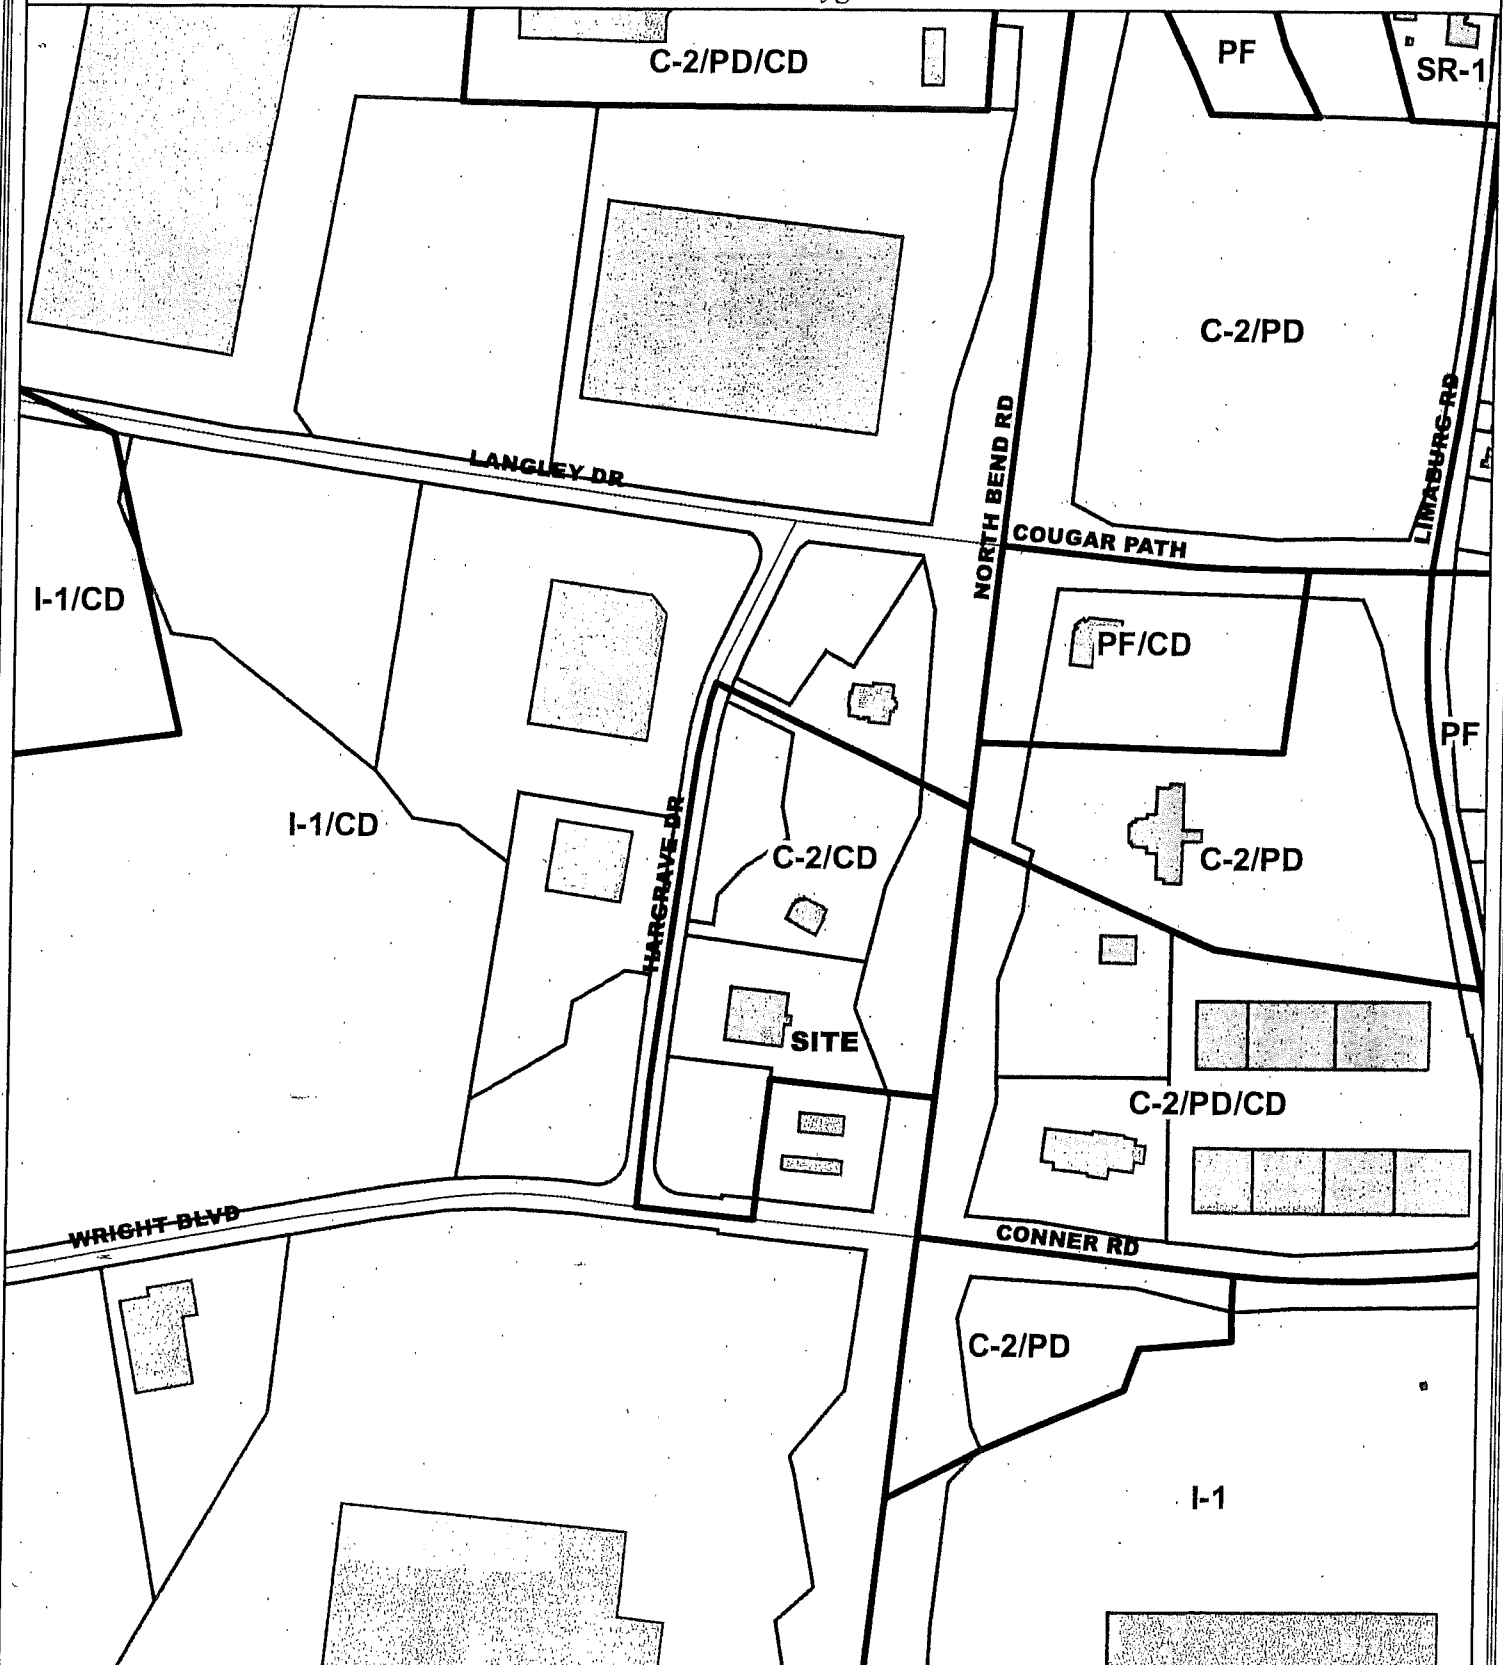 C-2/PD/CD
PF
SR-1
C-2/PD
LIMABURG RD
NORTH BEND RD
LANGLEY DR
COUGAR PATH
I-1/CD
PF/CD
PF
I-1/CD
HARGRAVE DR
C-2/CD
C-2/PD
SITE
C-2/PD/CD
WRIGHT BLVD
CONNER RD
C-2/PD
I-1